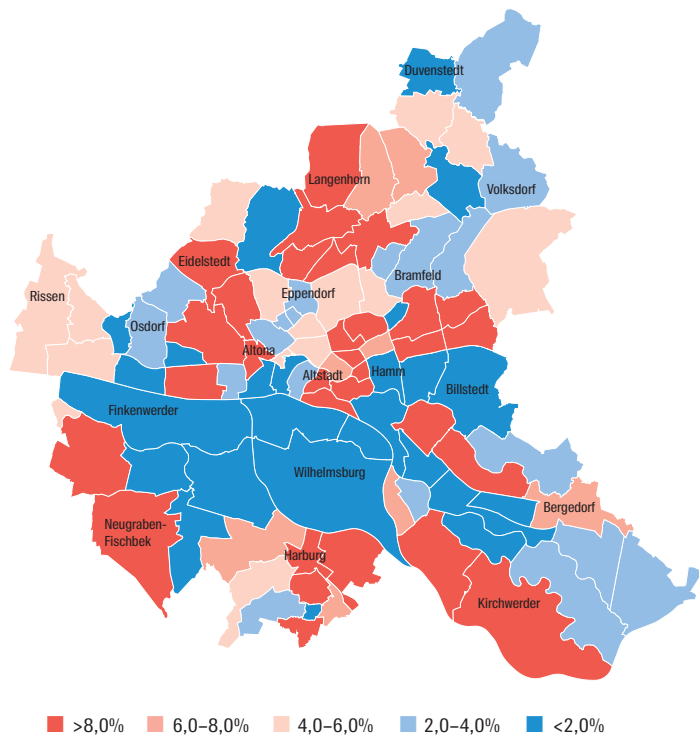 Duvenstedt
Langenhorn
Volksdorf
Eidelstedt
Bramfeld
Rissen
Eppendorf
Osdorf
Altona
Altstadt
Hamm
Billstedt
Finkenwerder
Wilhelmsburg
Bergedorf
Neugraben-
Fischbek
Harburg
Kirchwerder
>8,0%
6,0–8,0%
4,0–6,0%
2,0–4,0%
<2,0%